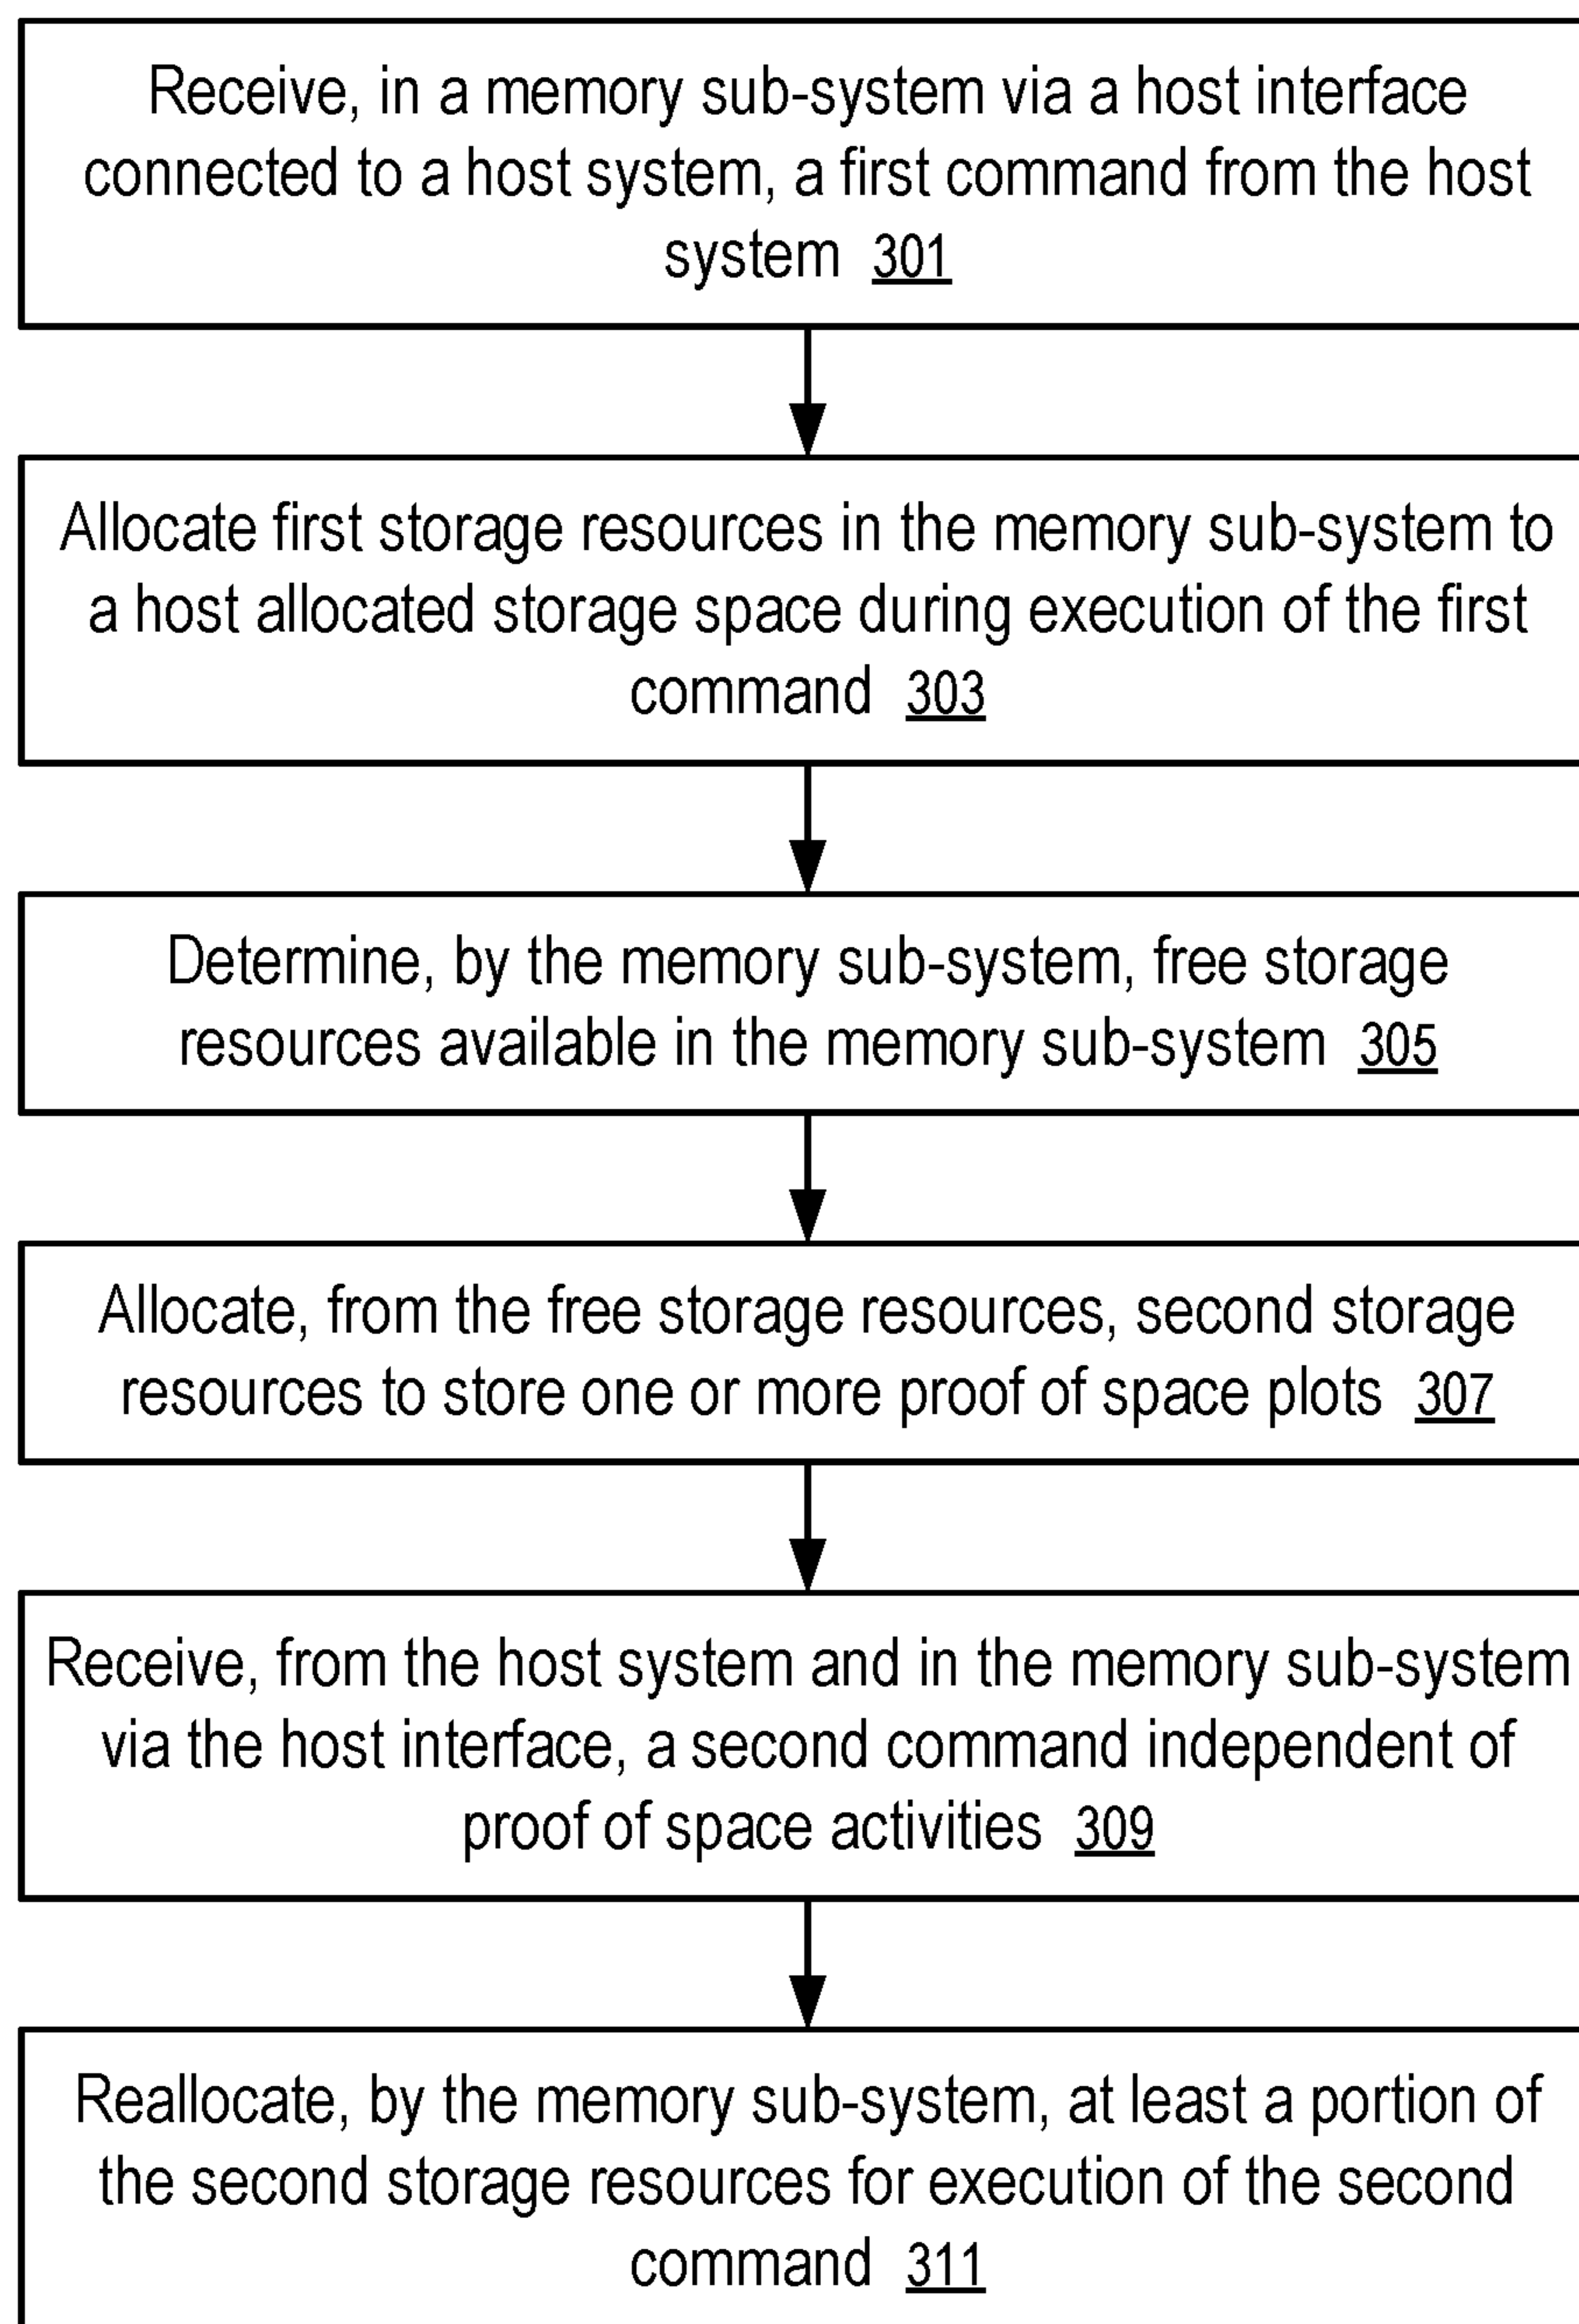 Receive, in a memory sub-system via a host interface
connected to a host system, a first command from the host
system 301
Allocate first storage resources in the memory sub-system to
a host allocated storage space during execution of the first
command 303
Determine, by the memory sub-system, free storage
resources available in the memory sub-system 305
Allocate, from the free storage resources, second storage
resources to store one or more proof of space plots 307
Receive, from the host system and in the memory sub-system
via the host interface, a second command independent of
proof of space activities 309
Reallocate, by the memory sub-system, at least a portion of
the second storage resources for execution of the second
command 311